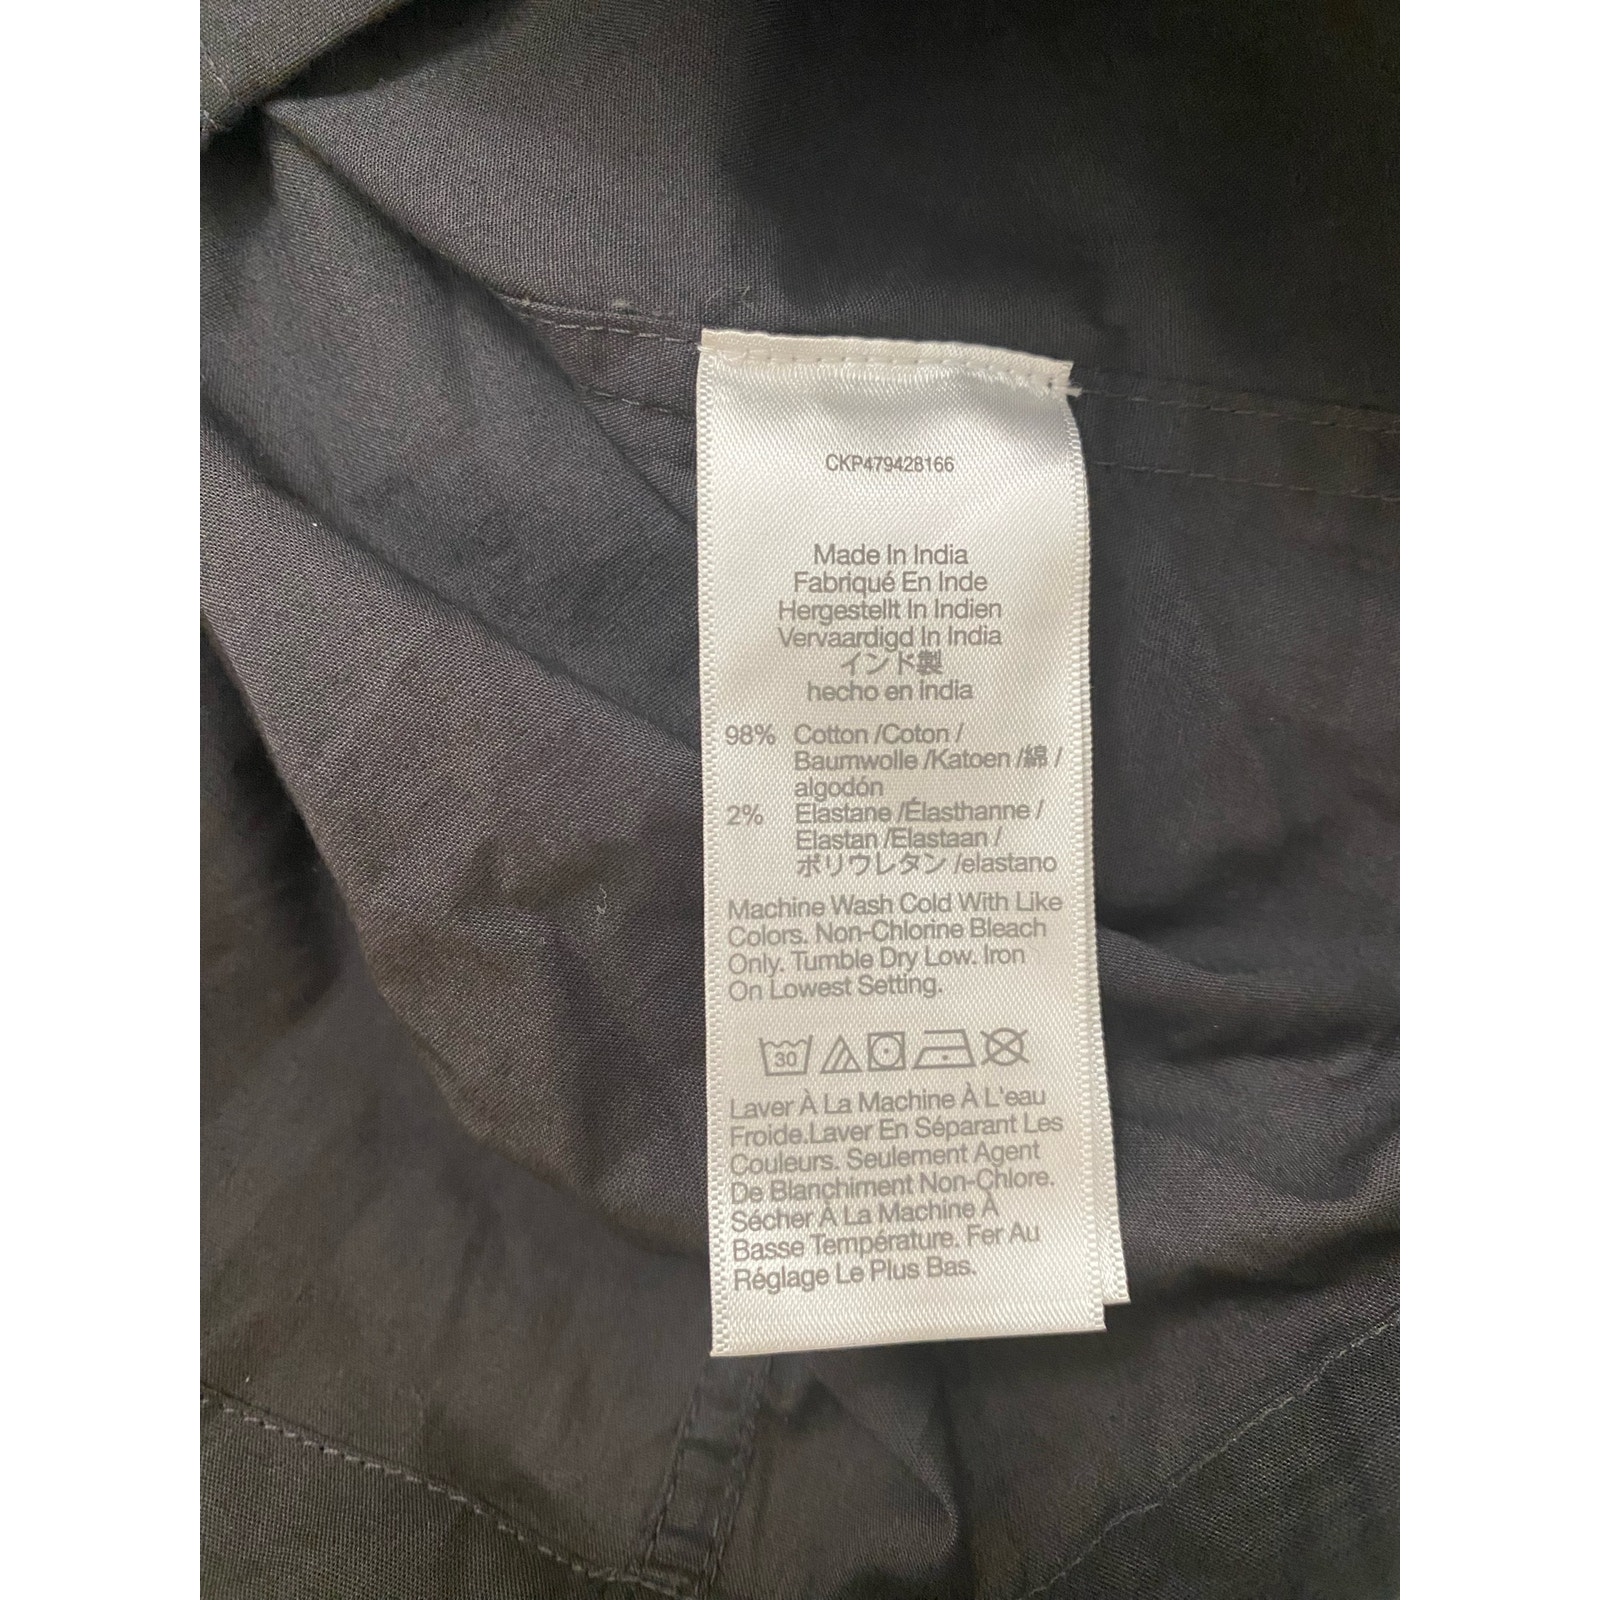 CKP479428166
Made In India
Fabriqué En Inde
Hergestellt In Indien
Vervaardigd In India
インド製
hecho en india
98% Cotton /Coton /
Baumwolle /Katoen /綿 /
algodón
2% Elastane /Élasthanne /
Elastan /Elastaan /
ポリウレタン /elastano
Machine Wash Cold With Like
Colors. Non-Chlorine Bleach
Only. Tumble Dry Low. Iron
On Lowest Setting.
30
Laver À La Machine À L'eau
Froide.Laver En Séparant Les
Couleurs. Seulement Agent
De Blanchiment Non-Chlore.
Sécher À La Machine À
Basse Température. Fer Au
Réglage Le Plus Bas.